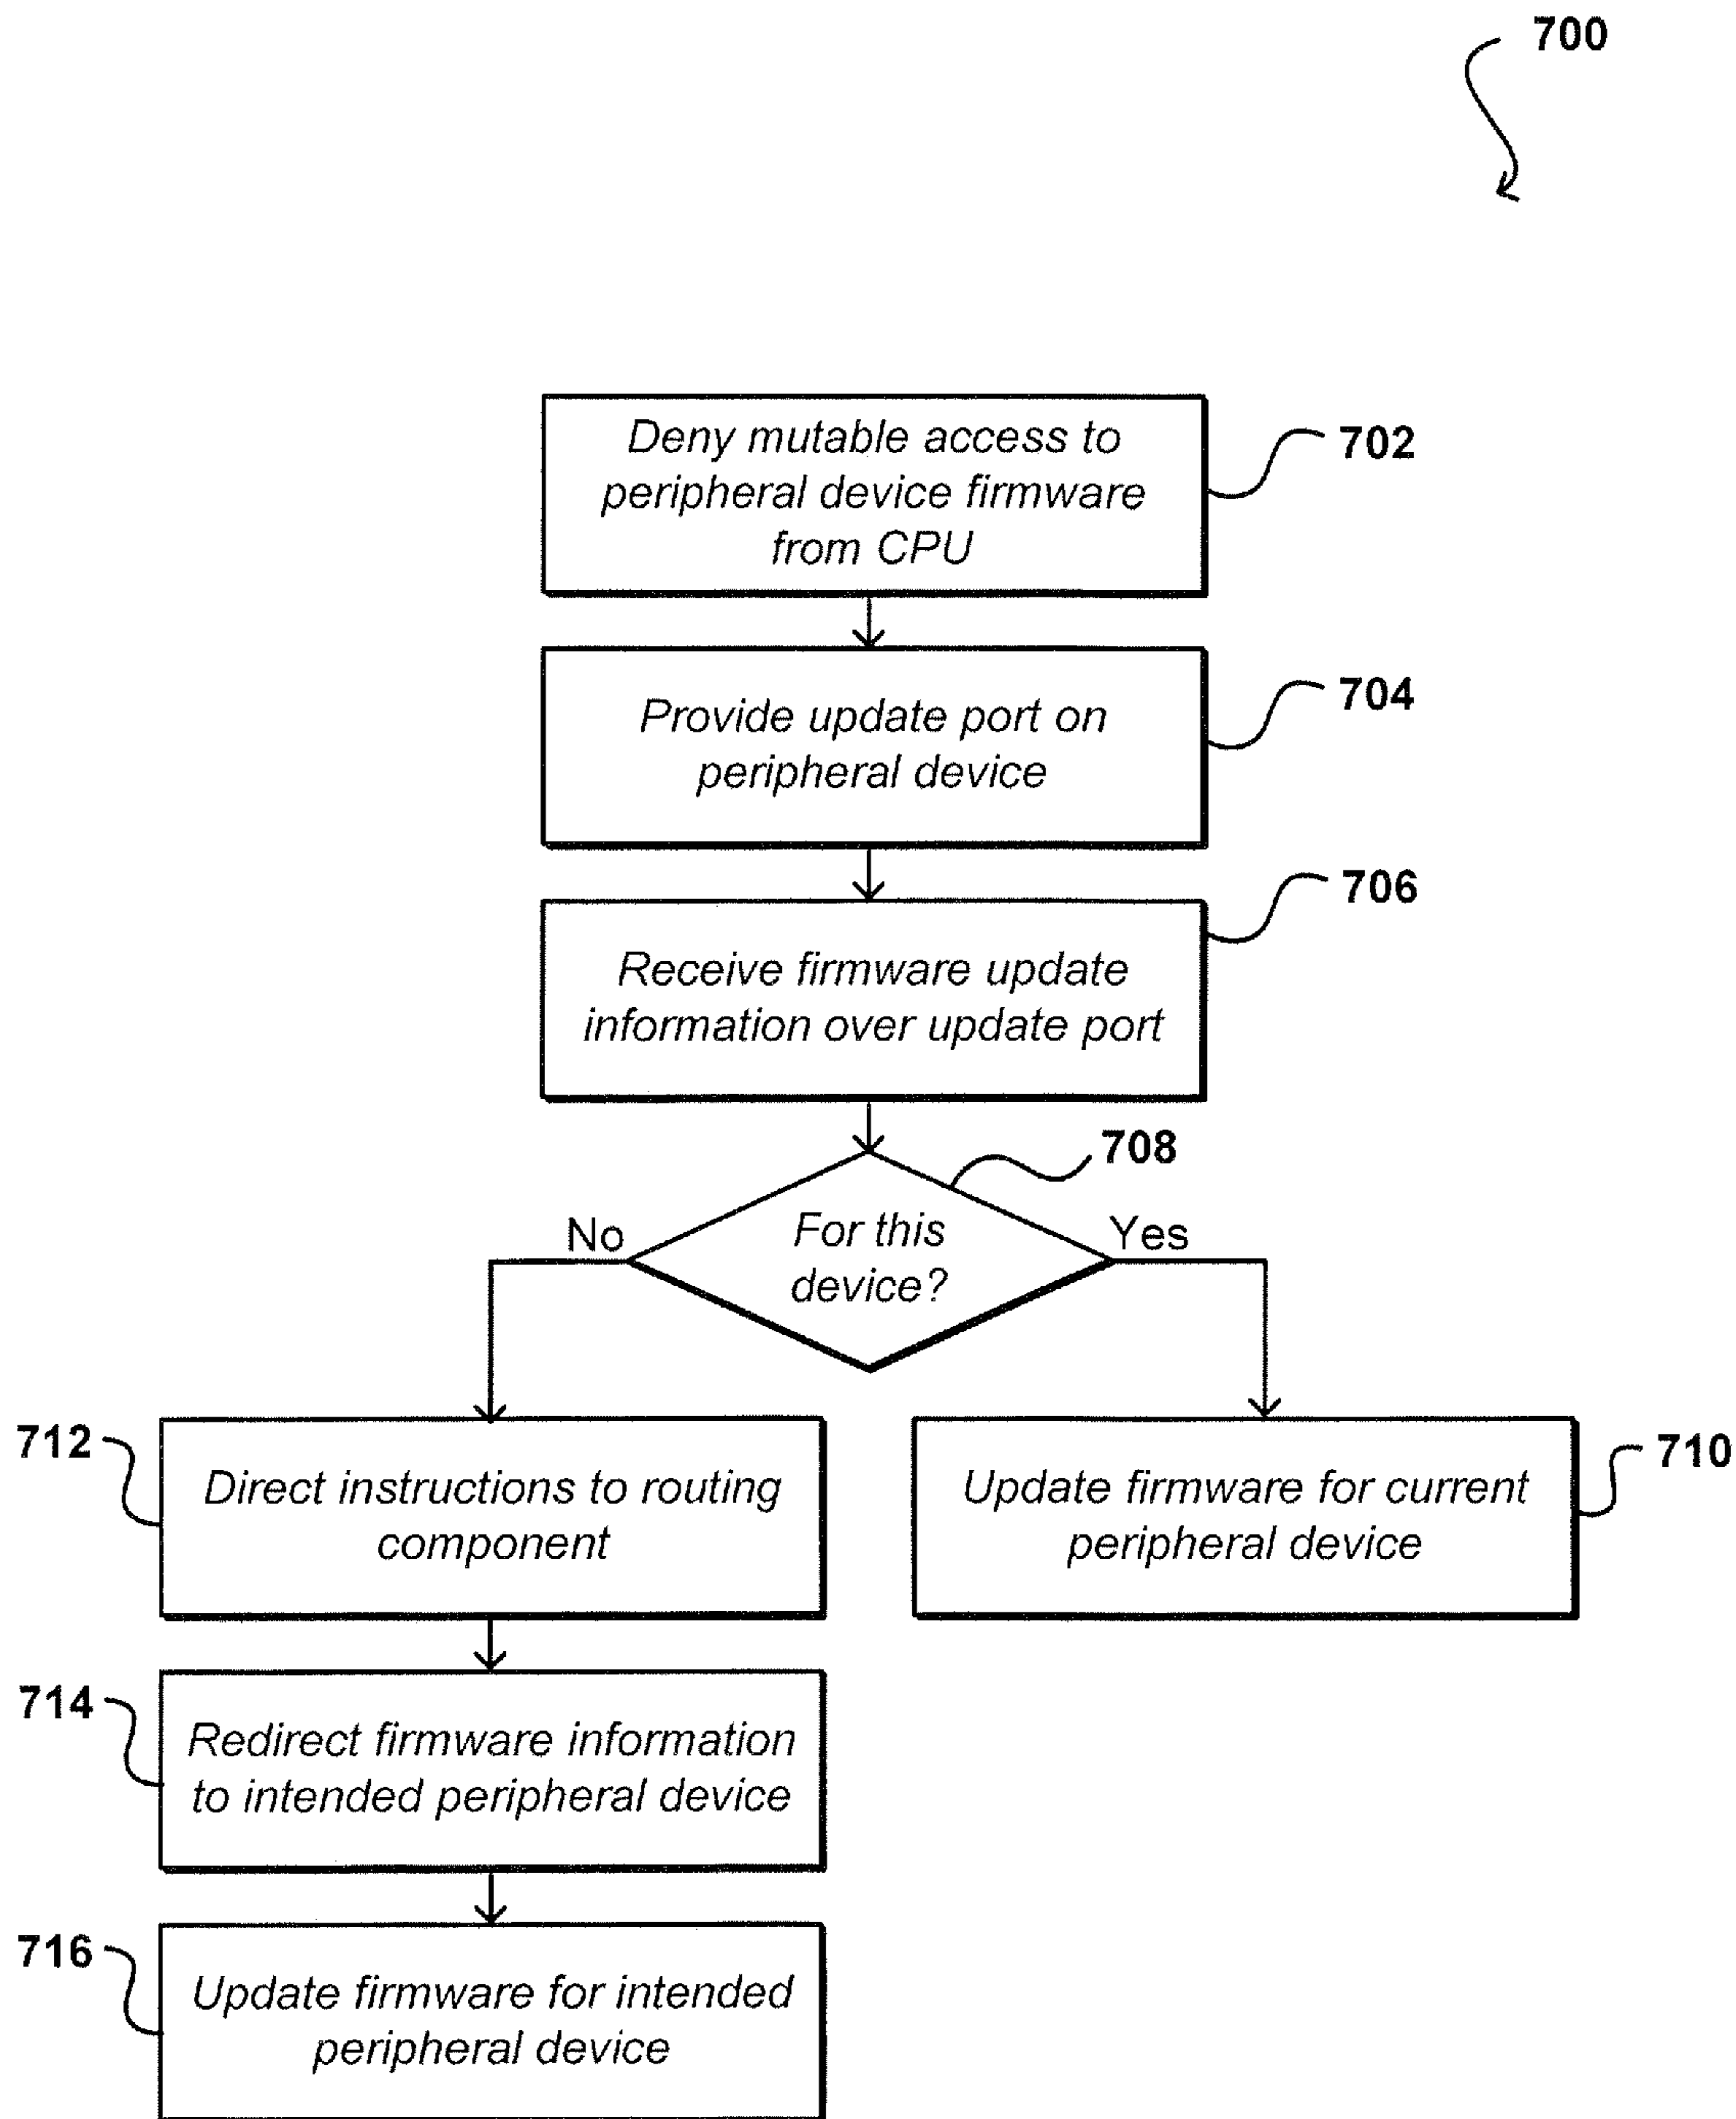 700
Deny mutable access to
peripheral device firmware
from CPU
702
Provide update port on
peripheral device
704
Receive firmware update
information over update port
706
For this
device?
708
No
Yes
712
Direct instructions to routing
component
Update firmware for current
peripheral device
710
714
Redirect firmware information
to intended peripheral device
716
Update firmware for intended
peripheral device